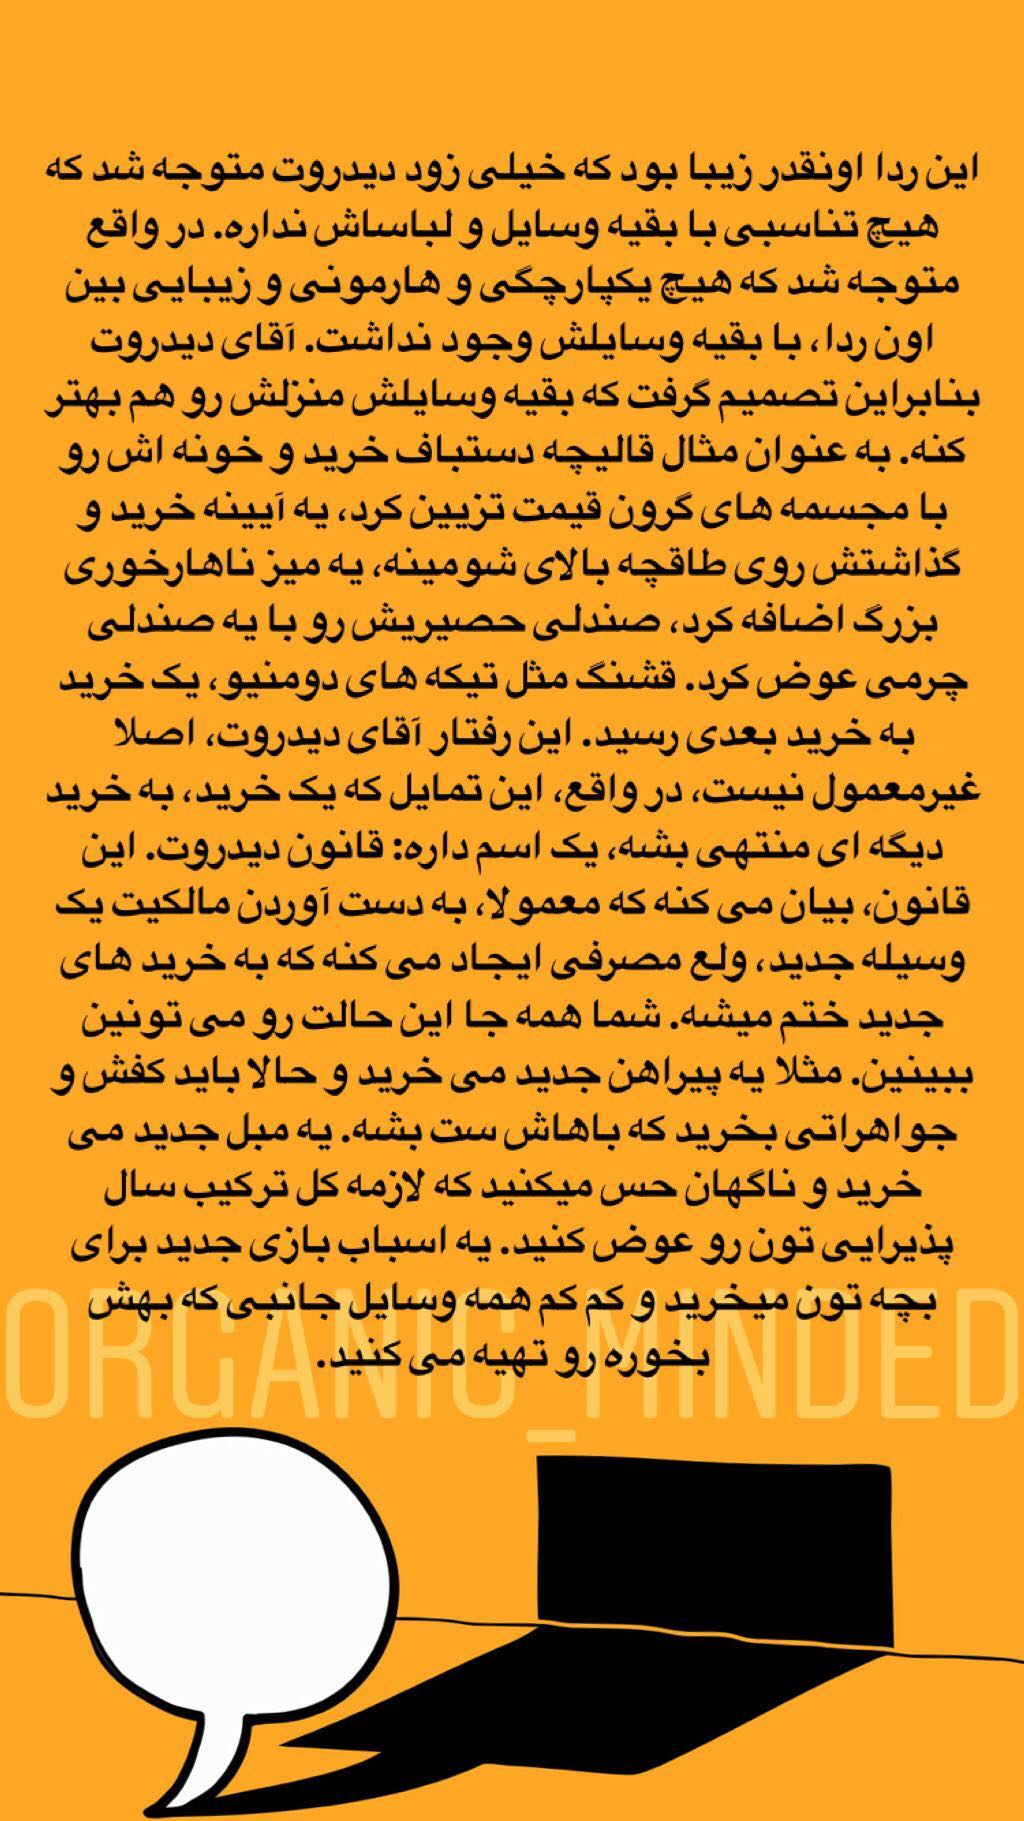 این ردا اونقدر زیبا بود که خیلی زود دیدروت متوجه شد که
هیچ تناسبی با بقیه وسایل و لباساش نداره. در واقع
متوجه شد که هیچ یکپارچگی و هارمونی و زیبایی بین
اون ردا، با بقیه وسایلش وجود نداشت. آقای دیدروت
بنابراین تصمیم گرفت که بقیه وسایلش منزلش رو هم بهتر
کنه. به عنوان مثال قالیچه دستباف خرید و خونه اش رو
با مجسمه های گرون قیمت تزیین کرد، یه آیینه خرید و
گذاشتش روی طاقچه بالای شومینه، یه میز ناهارخوری
بزرگ اضافه کرد، صندلی حصیریش رو با یه صندلی
چرمی عوض کرد. قشنگ مثل تیکه های دومنیو، یک خرید
به خرید بعدی رسید. این رفتار آقای دیدروت، اصلا
غیرمعمول نیست، در واقع، این تمایل که یک خرید، به خرید
دیگه ای منتهی بشه، یک اسم داره: قانون دیدروت. این
قانون، بیان می کنه که معمولا، به دست آوردن مالکیت یک
وسیله جدید، ولع مصرفی ایجاد می کنه که به خرید های
جدید ختم میشه. شما همه جا این حالت رو می تونین
ببینین. مثلا یه پیراهن جدید می خرید و حالا باید کفش و
جواهراتی بخرید که باهاش ست بشه. یه مبل جدید می
خرید و ناگهان حس میکنید که لازمه کل ترکیب سال
پذیرایی تون رو عوض کنید. یه اسباب بازی جدید برای
بچه تون میخرید و کم کم همه وسایل جانبی که بهش
بخوره رو تهیه می کنید.
ORGANIC_MINDED